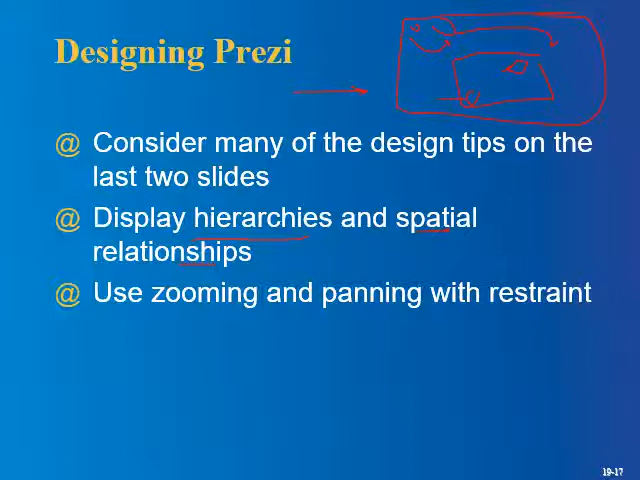 Designing Prezi
@ Consider many of the design tips on the
last two slides
@ Display hierarchies and spatial
relationships
@ Use zooming and panning with restraint
19-17